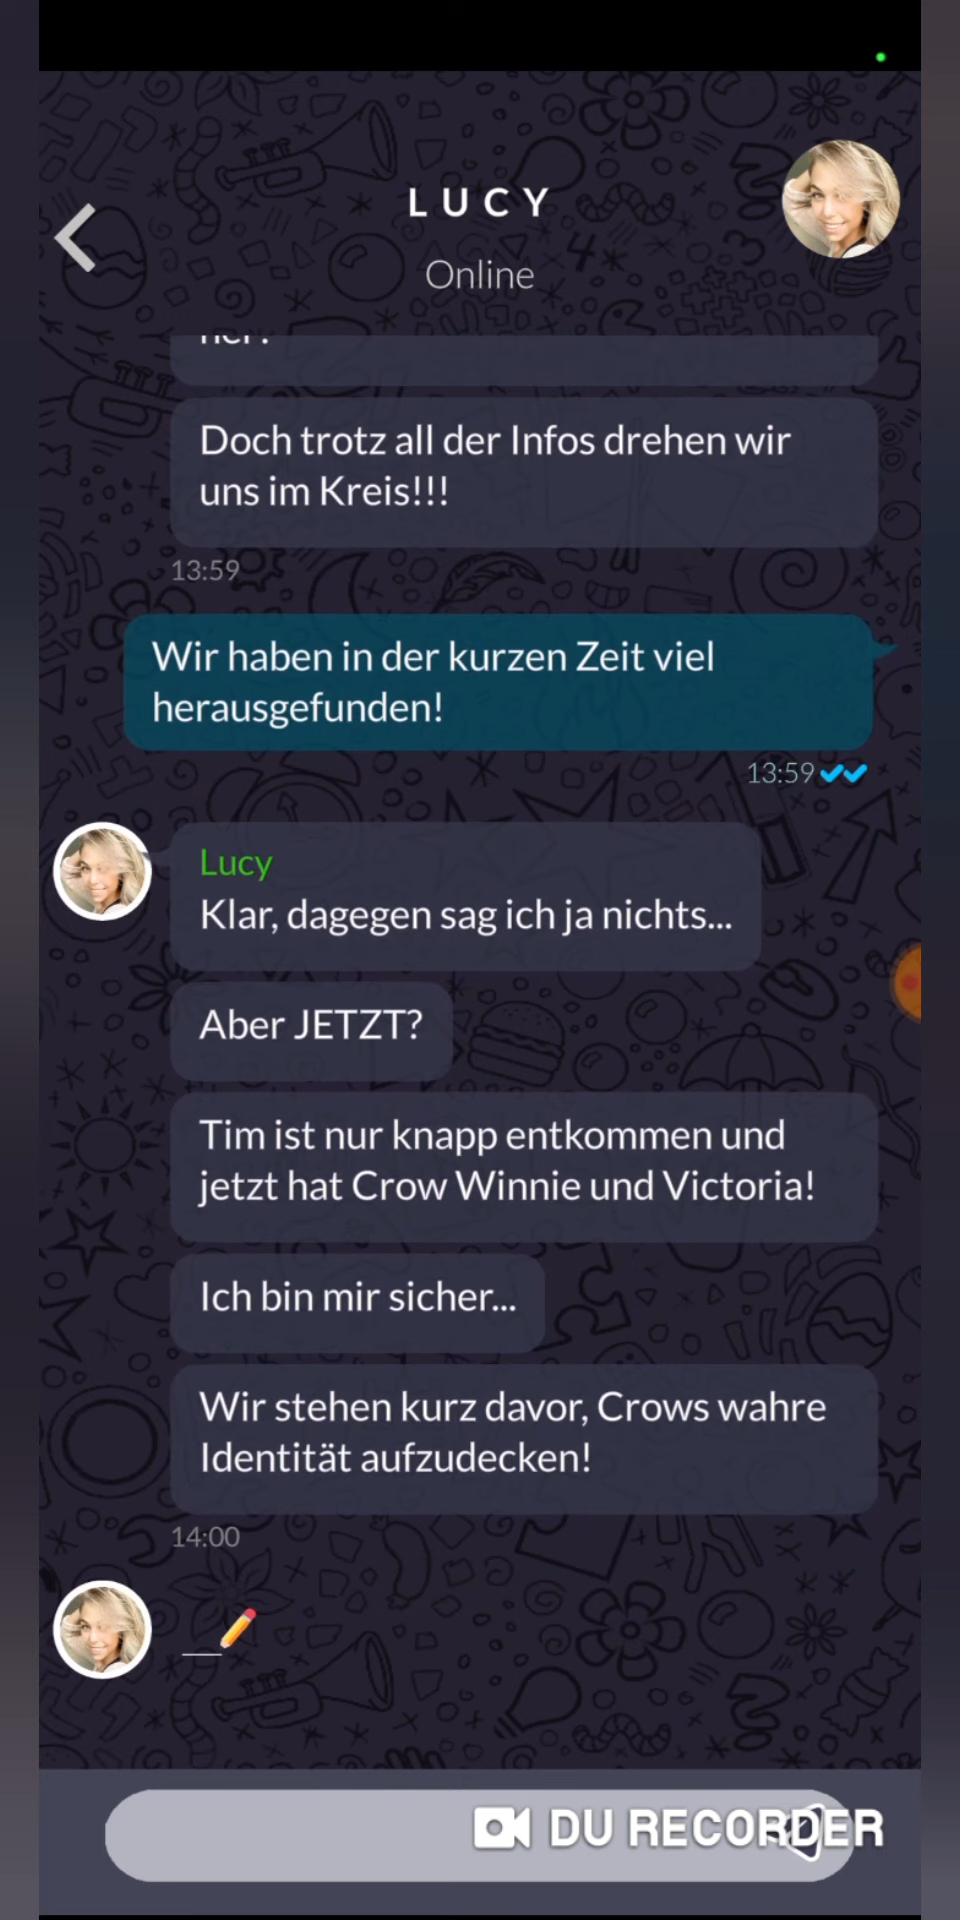 LUCY
Online
Doch trotz all der Infos drehen wir
uns im Kreis!!!
13:59
Wir haben in der kurzen Zeit viel
herausgefunden!
13:59
Lucy
Klar, dagegen sag ich ja nichts...
Aber JETZT?
Tim ist nur knapp entkommen und
jetzt hat Crow Winnie und Victoria!
Ich bin mir sicher...
Wir stehen kurz davor, Crows wahre
Identität aufzudecken!
14:00
DU RECORDER